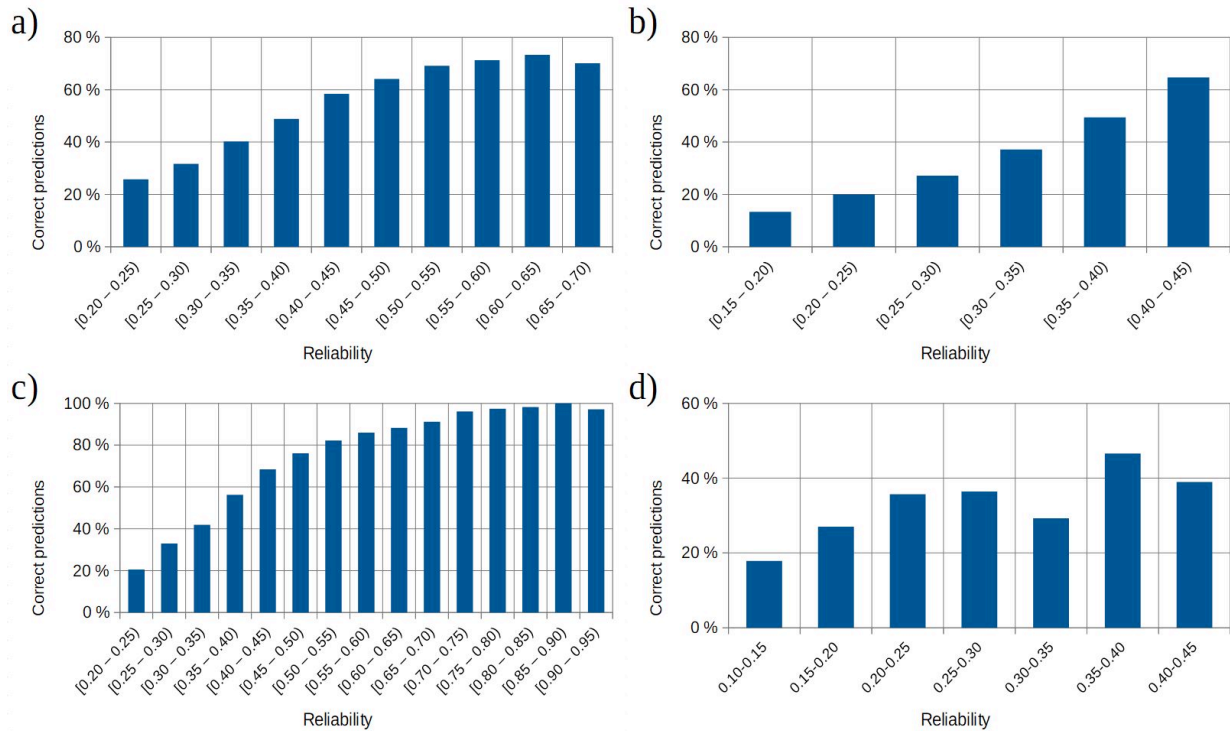 a)
80 %
60 %
40 %
20 %
0 %
Correct predictions
[0.20 – 0.25)
[0.25 – 0.30)
[0.30 – 0.35)
[0.35 – 0.40)
[0.40 – 0.45)
[0.45 – 0.50)
[0.50 – 0.55)
[0.55 – 0.60)
[0.60 – 0.65)
[0.65 – 0.70)
Reliability
b)
80 %
60 %
40 %
20 %
0 %
Correct predictions
[0.15 – 0.20)
[0.20 – 0.25)
[0.25 – 0.30)
[0.30 – 0.35)
[0.35 – 0.40)
[0.40 – 0.45)
Reliability
c)
100 %
80 %
60 %
40 %
20 %
0 %
Correct predictions
[0.20 – 0.25)
[0.25 – 0.30)
[0.30 – 0.35)
[0.35 – 0.40)
[0.40 – 0.45)
[0.45 – 0.50)
[0.50 – 0.55)
[0.55 – 0.60)
[0.60 – 0.65)
[0.65 – 0.70)
[0.70 – 0.75)
[0.75 – 0.80)
[0.80 – 0.85)
[0.85 – 0.90)
[0.90 – 0.95)
Reliability
d)
60 %
40 %
20 %
0 %
Correct predictions
0.10-0.15
0.15-0.20
0.20-0.25
0.25-0.30
0.30-0.35
0.35-0.40
0.40-0.45
Reliability